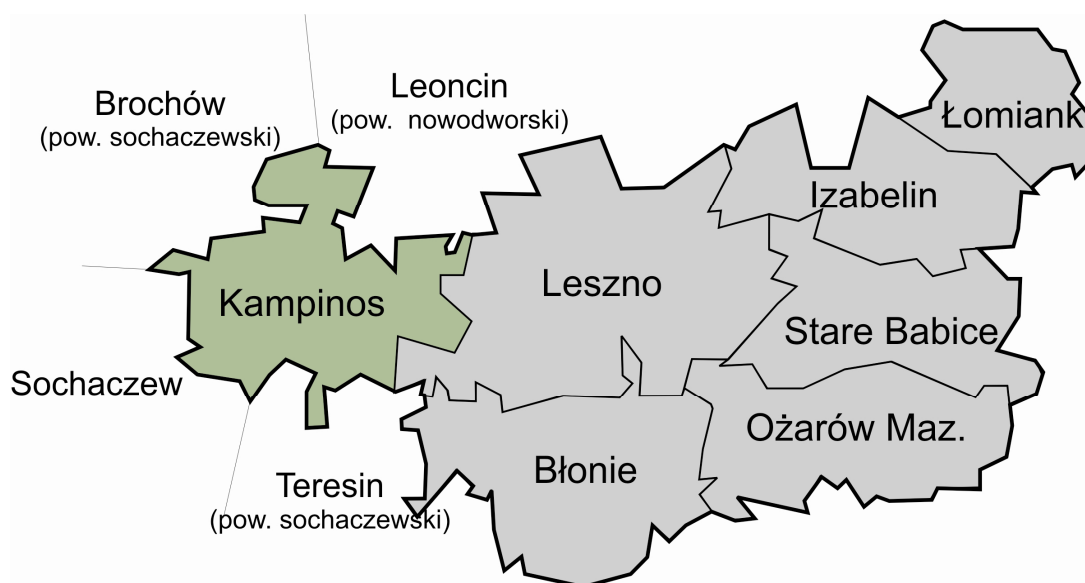 Brochów
(pow. sochaczewski)
Leoncin
(pow. nowodworski)
Łomiank
Izabelin
Leszno
Kampinos
Stare Babice
Sochaczew
Ożarów Maz.
Błonie
Teresin
(pow. sochaczewski)